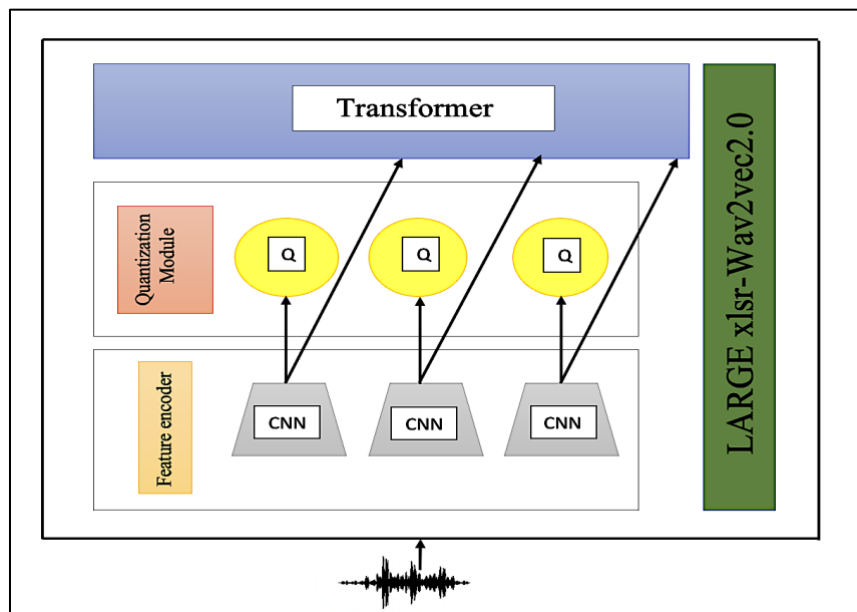 Transformer
Quantization
Module
Q
Q
Q
Feature encoder
CNN
CNN
CNN
LARGE xlsr-Wav2vec2.0